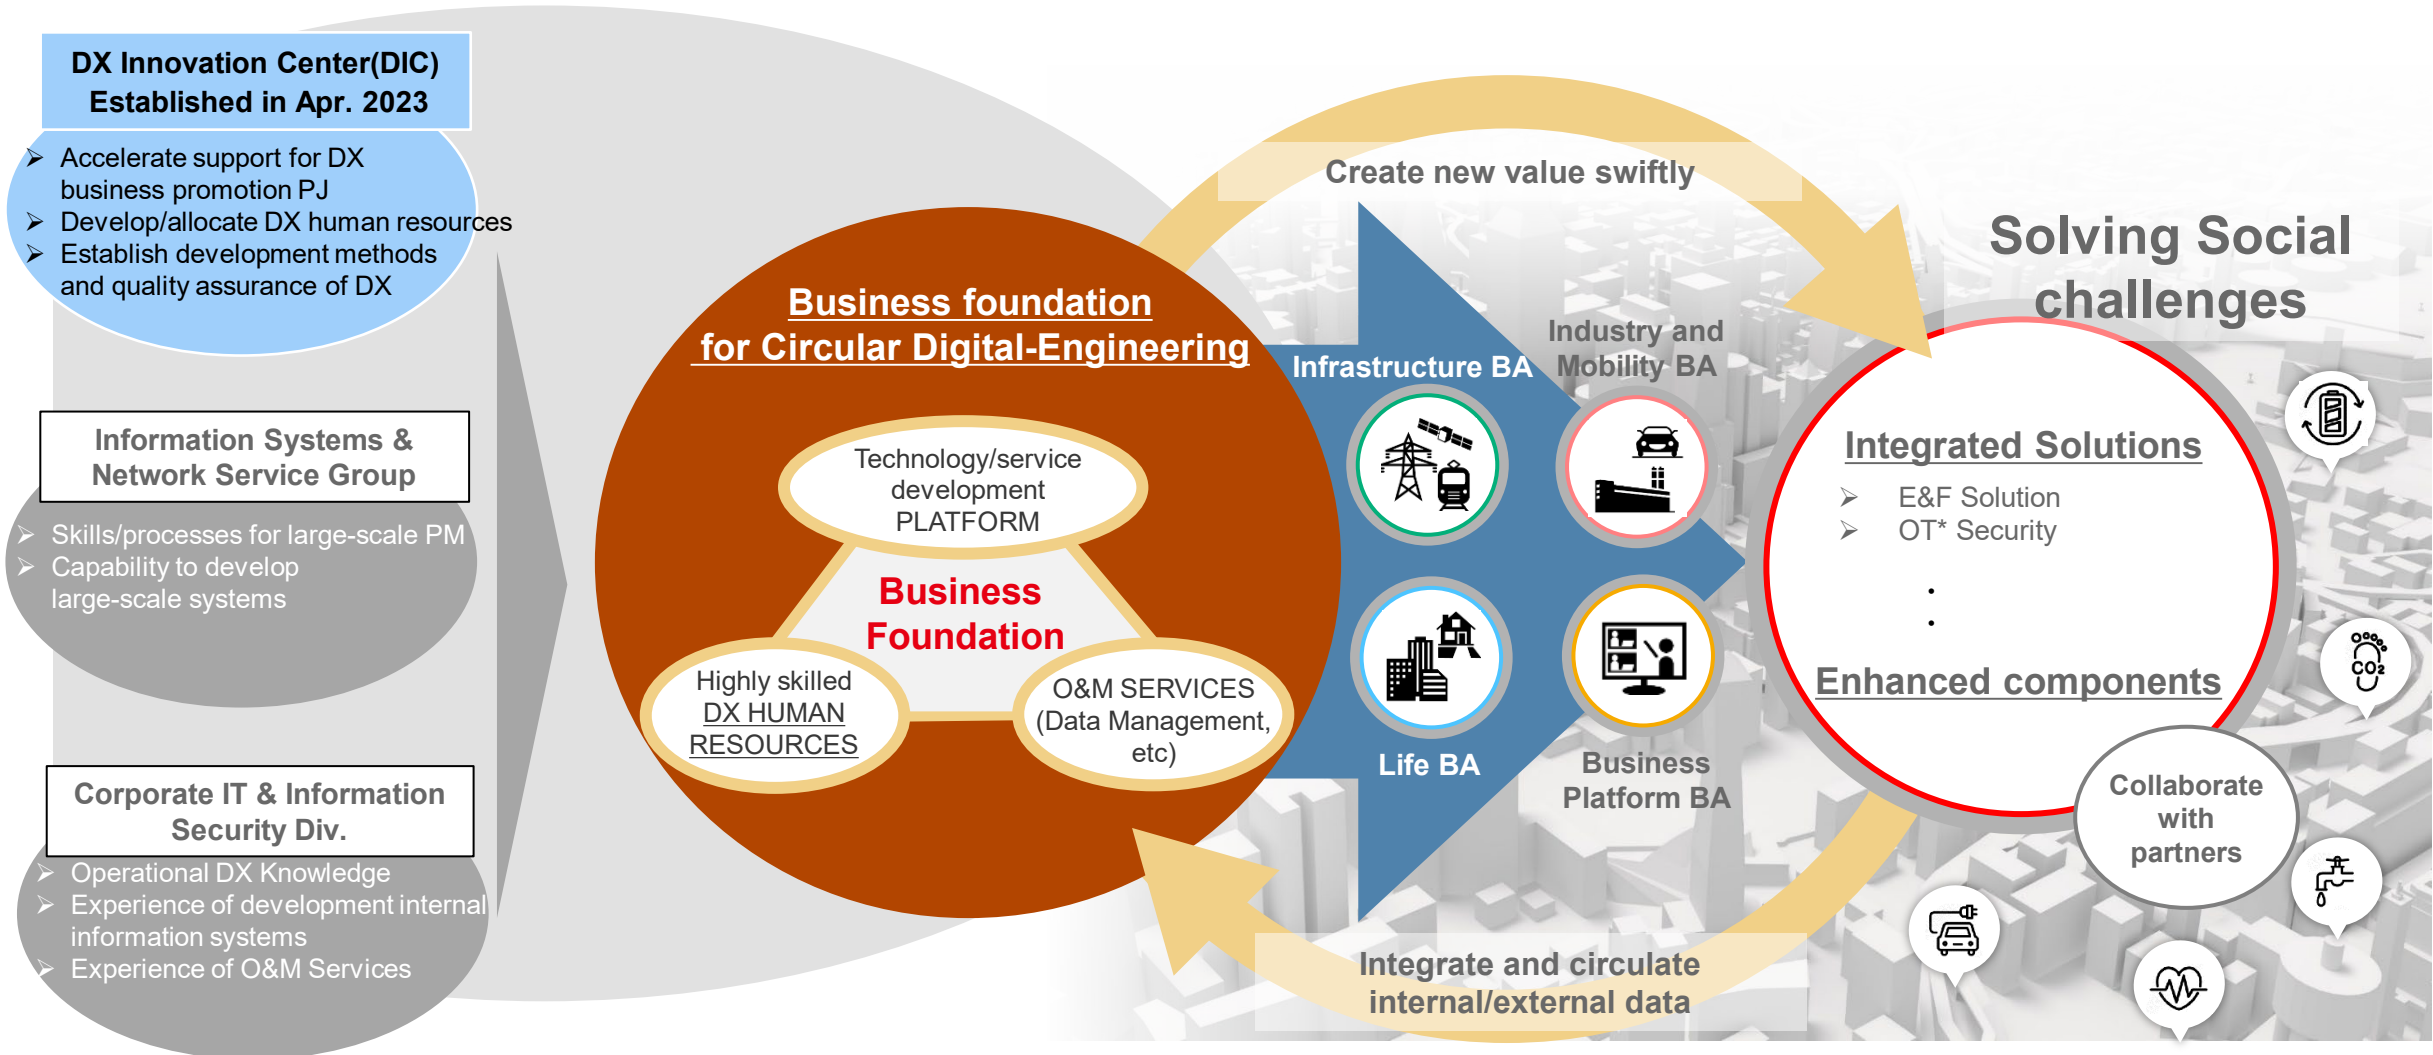 DX Innovation Center(DIC)
Established in Apr. 2023
➢ Accelerate support for DX
business promotion PJ
➢ Develop/allocate DX human resources
➢ Establish development methods
and quality assurance of DX
Information Systems &
Network Service Group
➢ Skills/processes for large-scale PM
➢ Capability to develop
large-scale systems
Corporate IT & Information
Security Div.
➢ Operational DX Knowledge
➢ Experience of development internal
information systems
➢ Experience of O&M Services
Business foundation
for Circular Digital-Engineering
Technology/service
development
PLATFORM
Business
Foundation
Highly skilled
DX HUMAN
RESOURCES
O&M SERVICES
(Data Management,
etc)
Create new value swiftly
Infrastructure BA
Industry and
Mobility BA
Life BA
Business
Platform BA
Integrate and circulate
internal/external data
Solving Social
challenges
Integrated Solutions
➢ E&F Solution
➢ OT* Security
·
·
Enhanced components
Collaborate
with
partners
CO₂